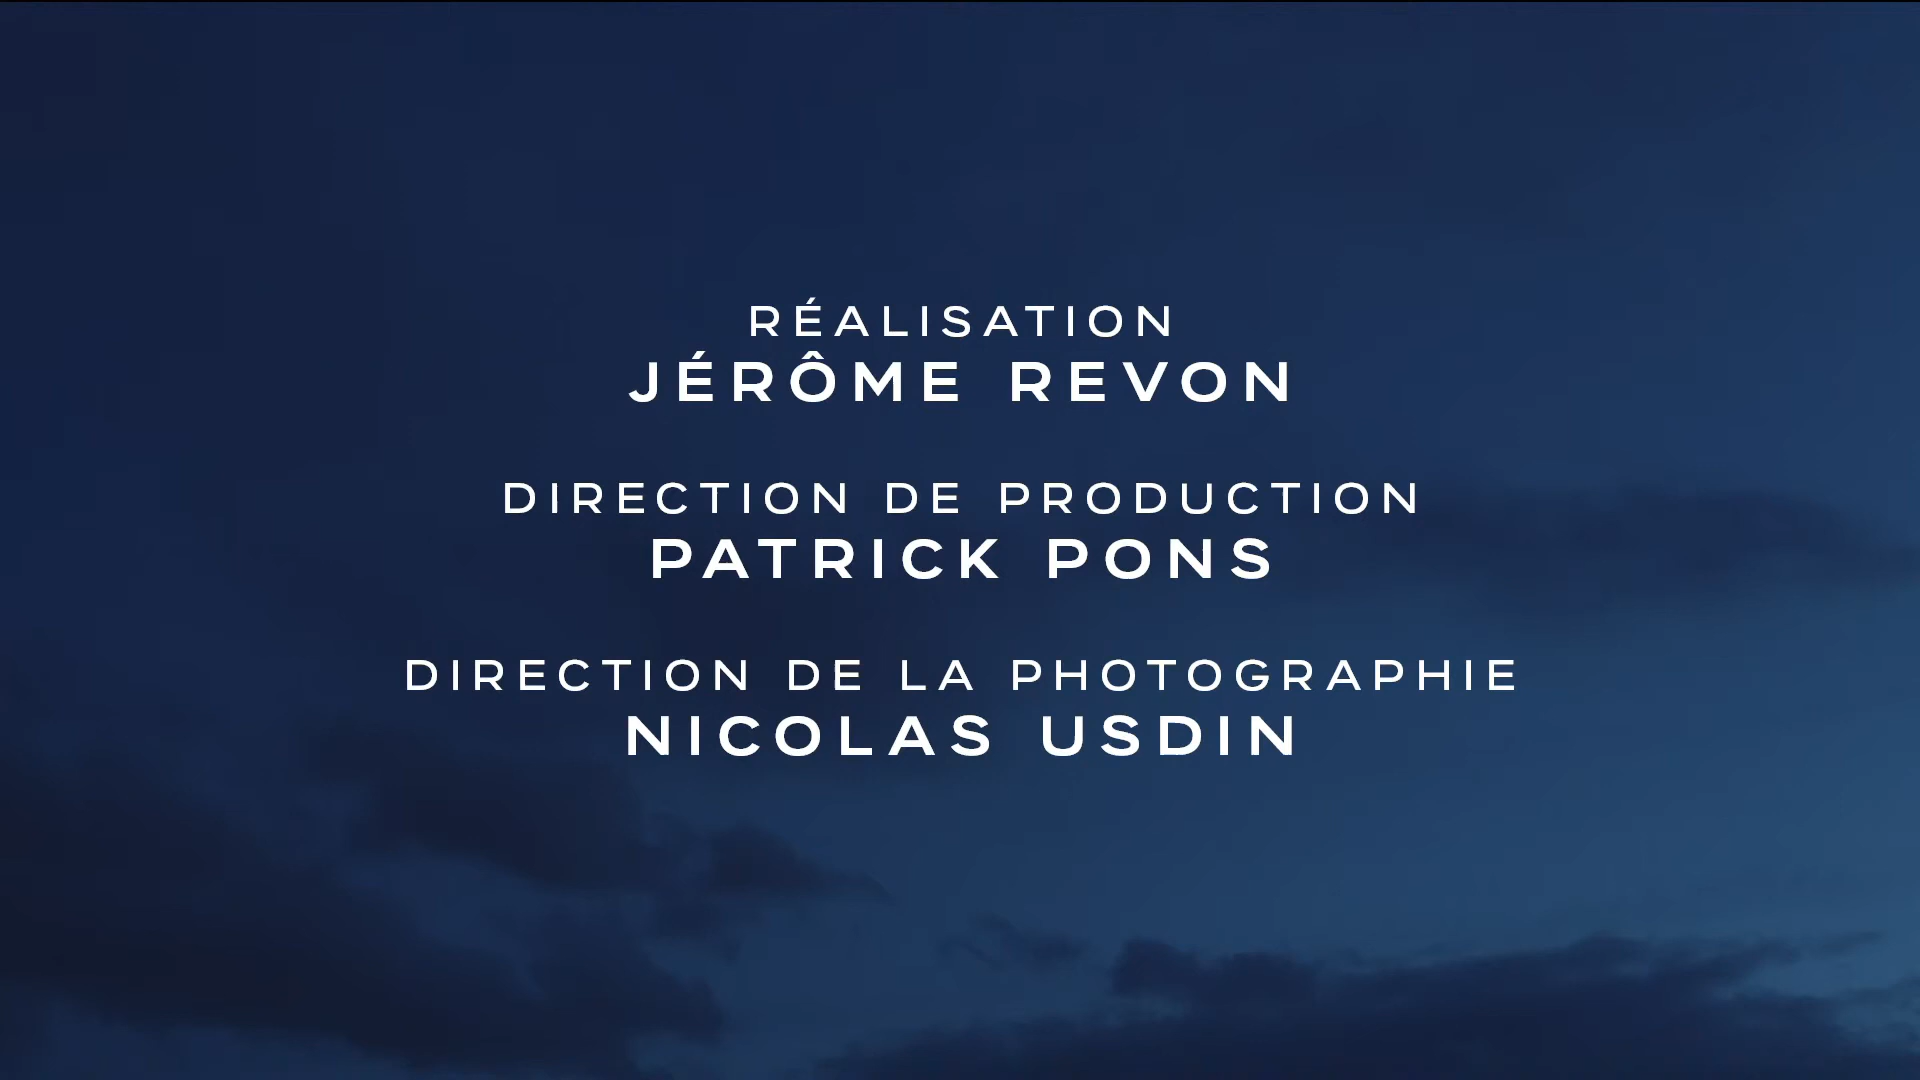 RÉALISATION
JÉRÔME REVON
DIRECTION DE PRODUCTION
PATRICK PONS
DIRECTION DE LA PHOTOGRAPHIE
NICOLAS USDIN